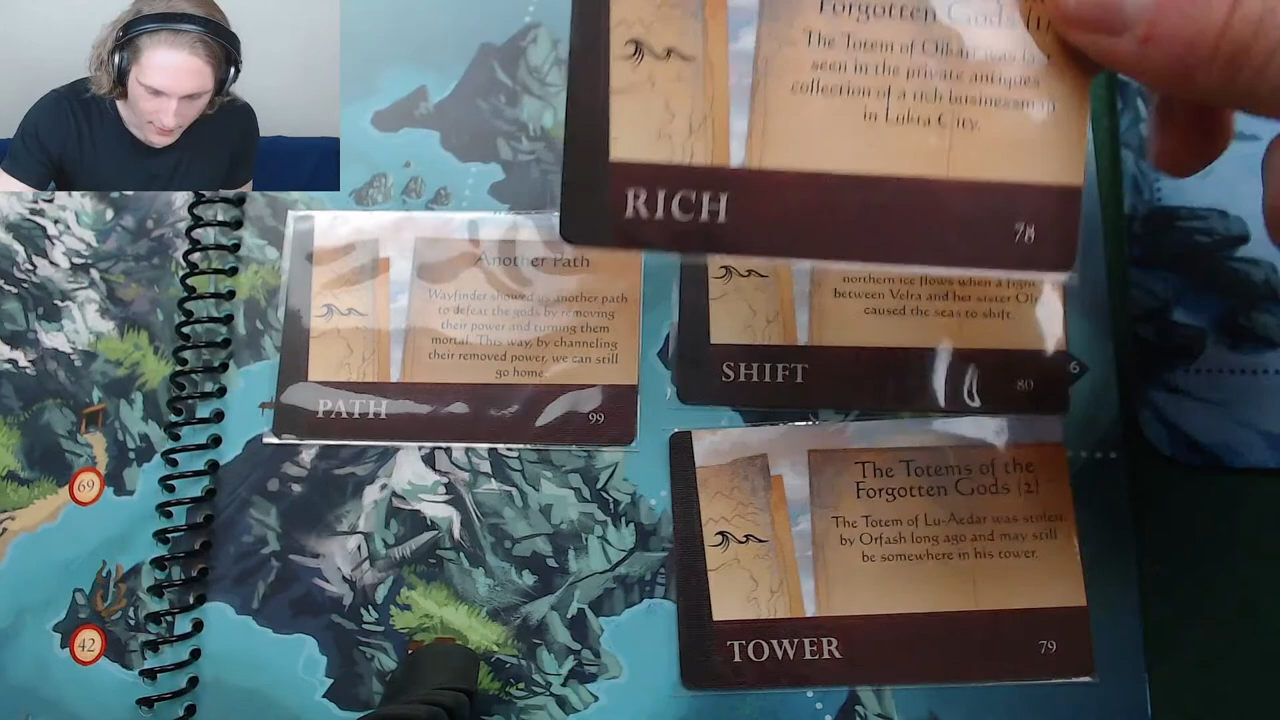 Forgotten Gods (1)
The Totem of
seen in the private antiques
collection of a rich businessman
in Lukra City.
RICH
78
Another Path
Wayfinder showed us another path
to defeat the gods by removing
their power and turning them
mortal. This way, by channeling
their removed power, we can still
go home.
PATH
99
northern ice flows when a fight
between Velra and her sister
caused the seas to shift.
SHIFT
80
6
The Totems of the
Forgotten Gods (2)
The Totem of Lu-Aedar was stolen
by Orfash long ago and may still
be somewhere in his tower.
TOWER
79
69
42